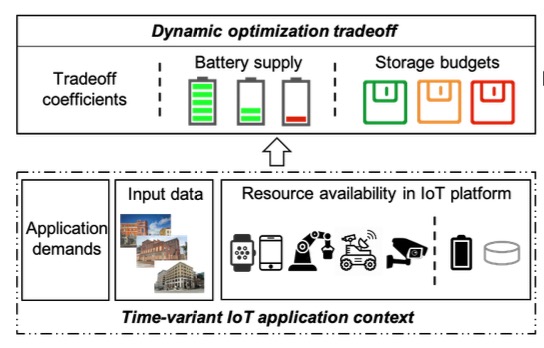 Dynamic optimization tradeoff
Tradeoff
coefficients
Battery supply
Storage budgets
Application
demands
Input data
Resource availability in IoT platform
Time-variant IoT application context